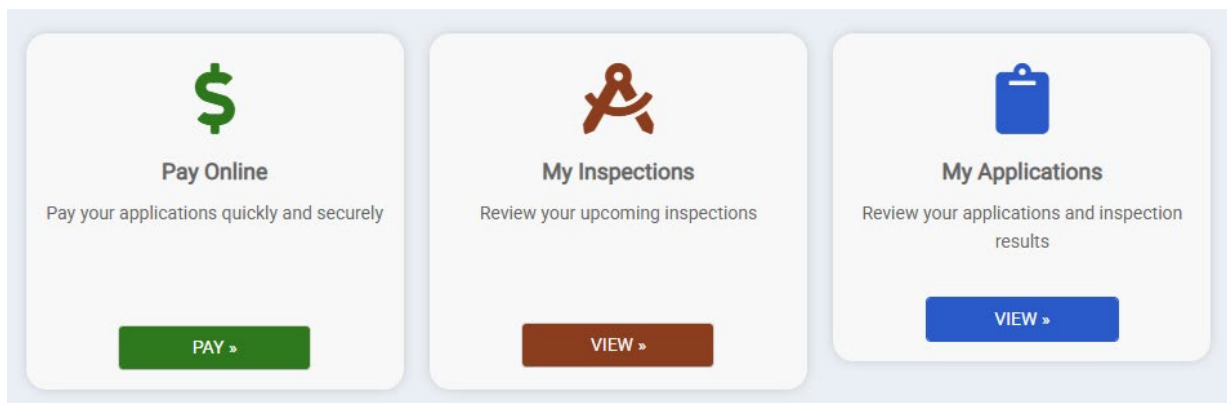 Pay Online
Pay your applications quickly and securely
PAY »
My Inspections
Review your upcoming inspections
VIEW »
My Applications
Review your applications and inspection
results
VIEW »